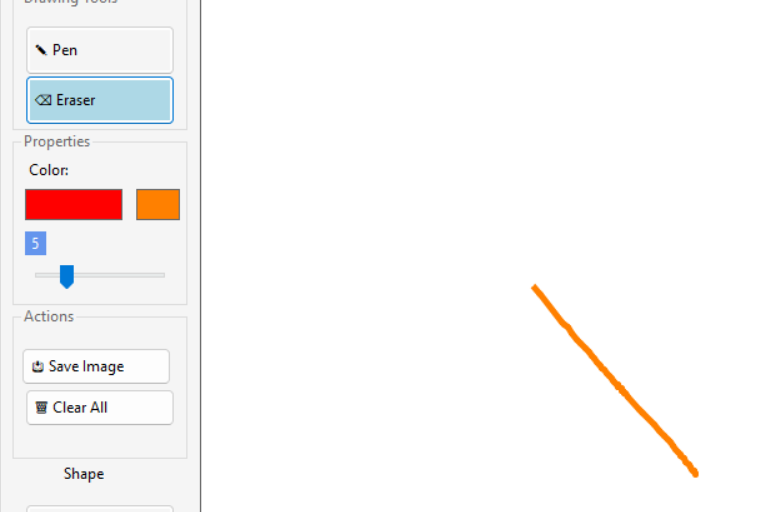 Drawing Tools
Pen
Eraser
Properties
Color:
5
Actions
Save Image
Clear All
Shape